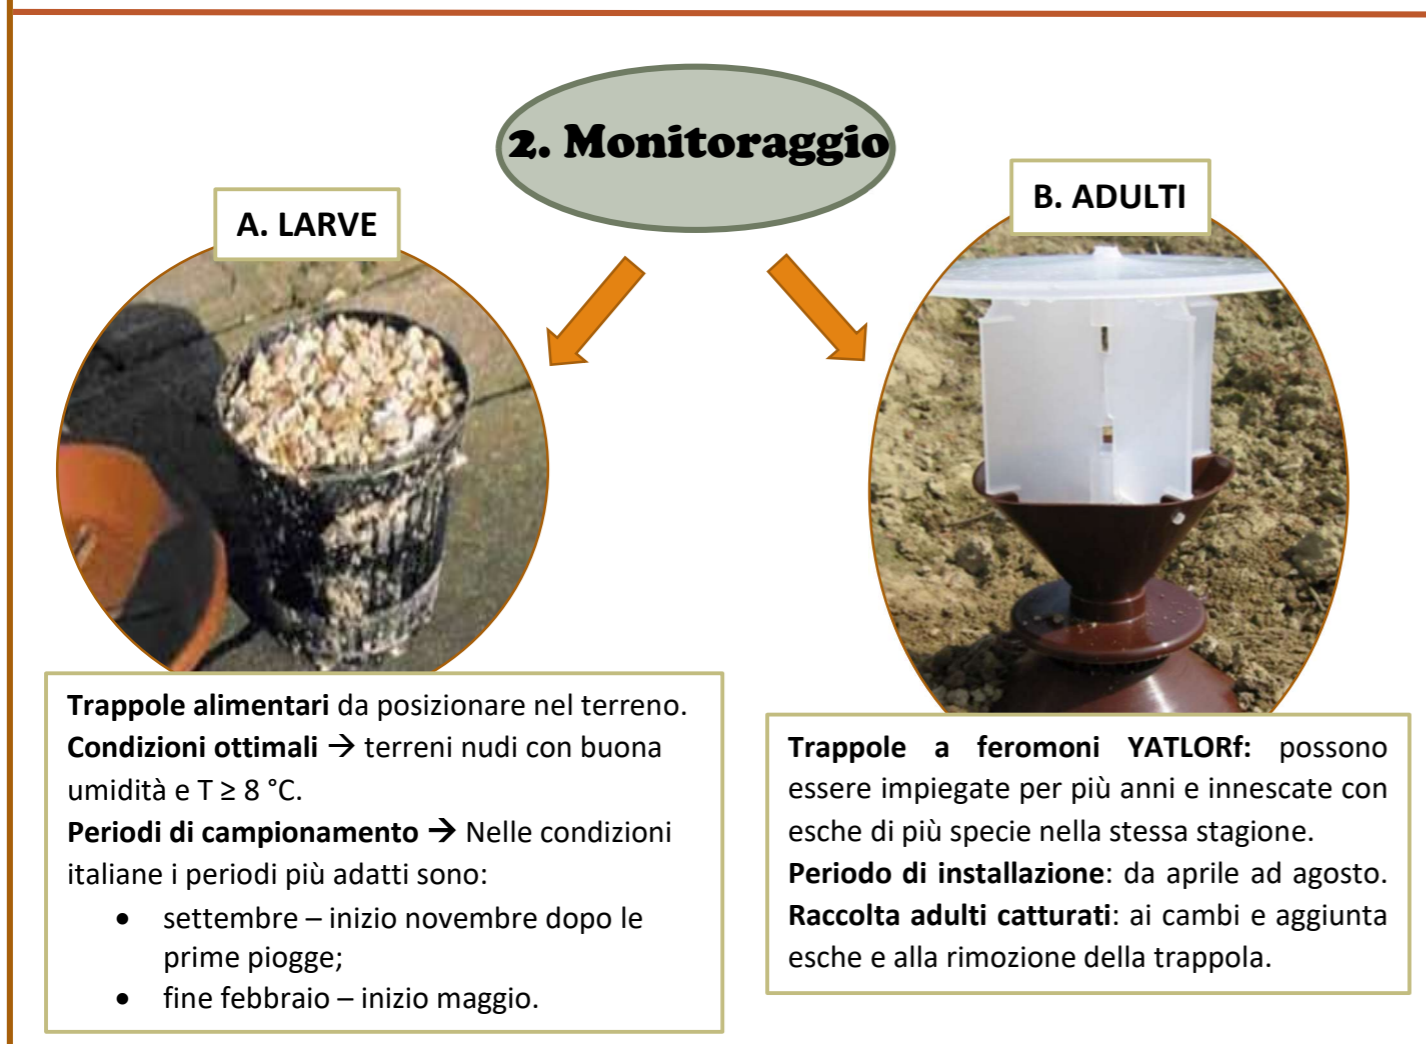 2. Monitoraggio
A. LARVE
B. ADULTI
Trappole alimentari da posizionare nel terreno.
Condizioni ottimali → terreni nudi con buona
umidità e T ≥ 8 °C.
Periodi di campionamento → Nelle condizioni
italiane i periodi più adatti sono:
• settembre – inizio novembre dopo le
prime piogge;
• fine febbraio – inizio maggio.
Trappole a feromoni YATLORf: possono
essere impiegate per più anni e innescate con
esche di più specie nella stessa stagione.
Periodo di installazione: da aprile ad agosto.
Raccolta adulti catturati: ai cambi e aggiunta
esche e alla rimozione della trappola.